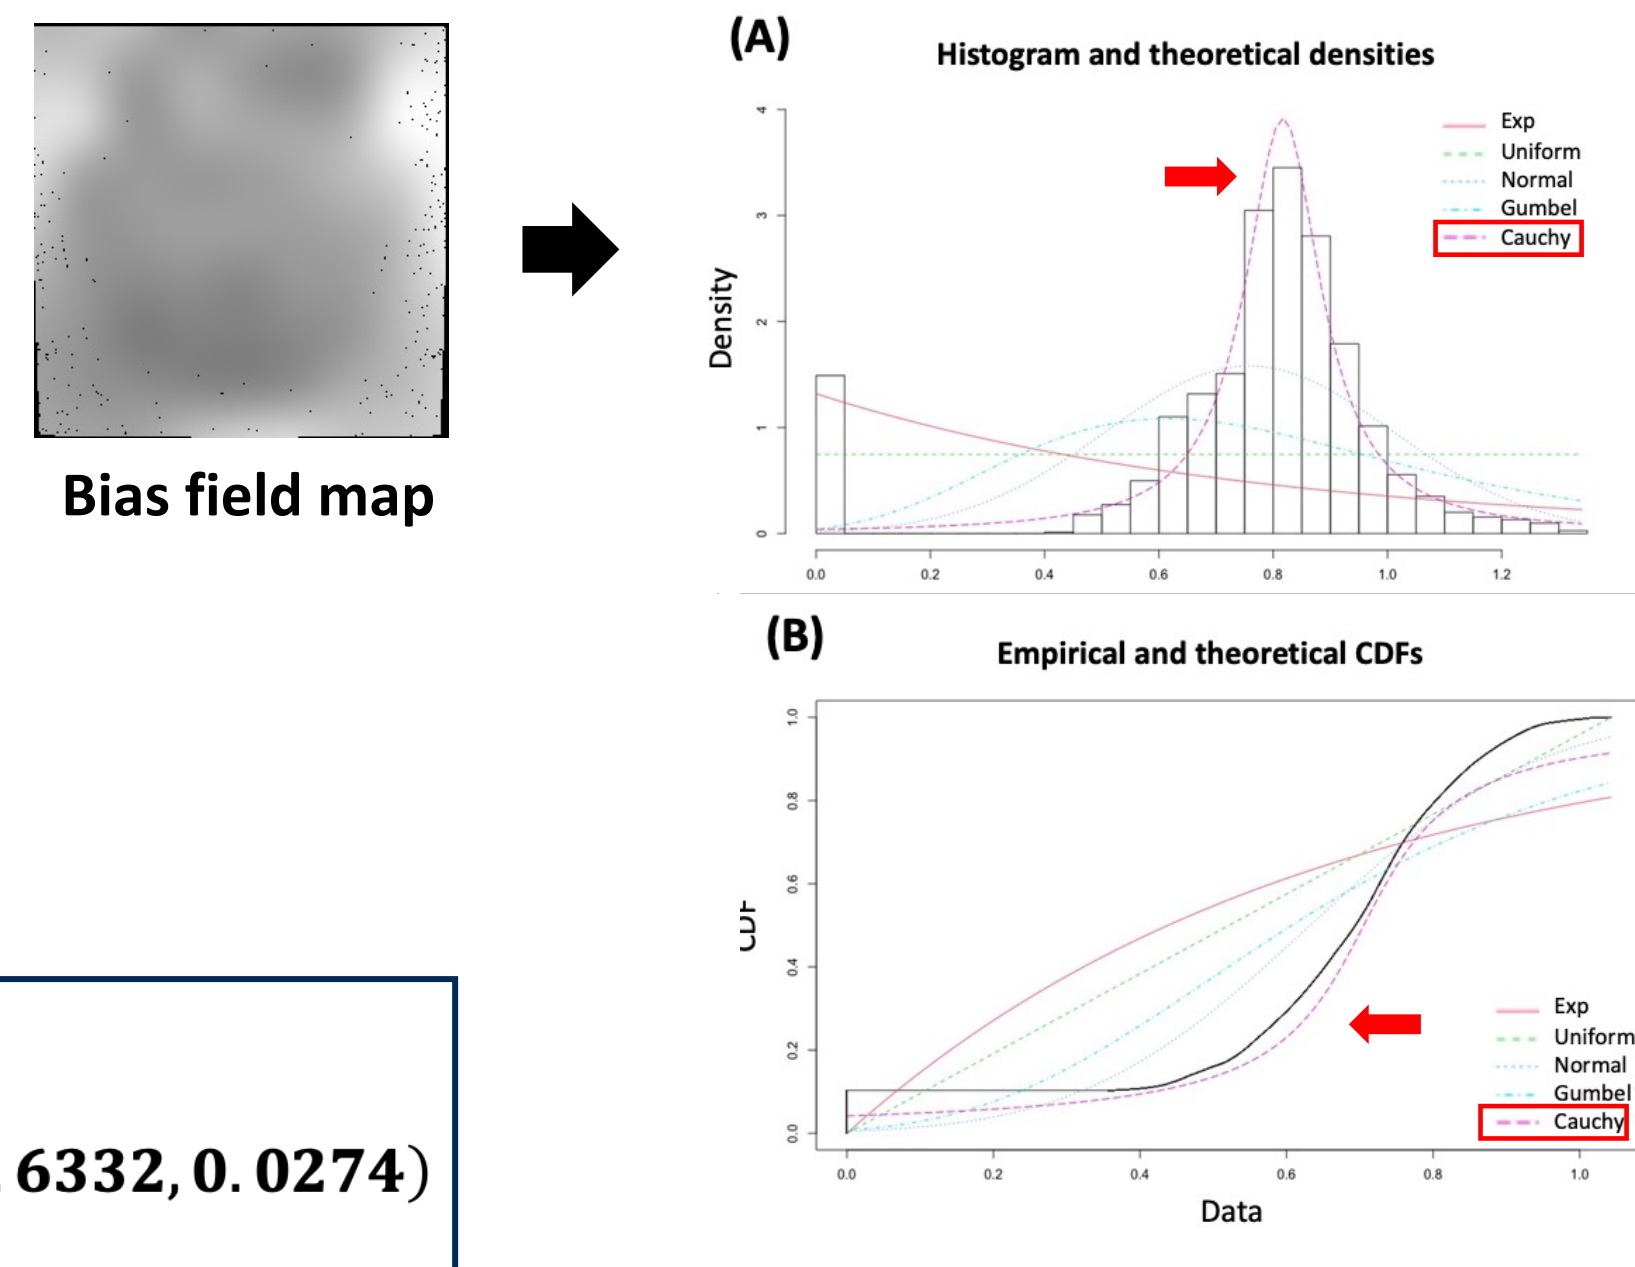 Bias field map
(A)
Histogram and theoretical densities
4
3
2
1
0
Density
Exp
Uniform
Normal
Gumbel
Cauchy
0.0 0.2 0.4 0.6 0.8 1.0 1.2
(B)
Empirical and theoretical CDFs
1.0
0.8
0.6
0.4
0.2
0.0
CDF
Exp
Uniform
Normal
Gumbel
Cauchy
0.0 0.2 0.4 0.6 0.8 1.0
Data
. 6332, 0. 0274)